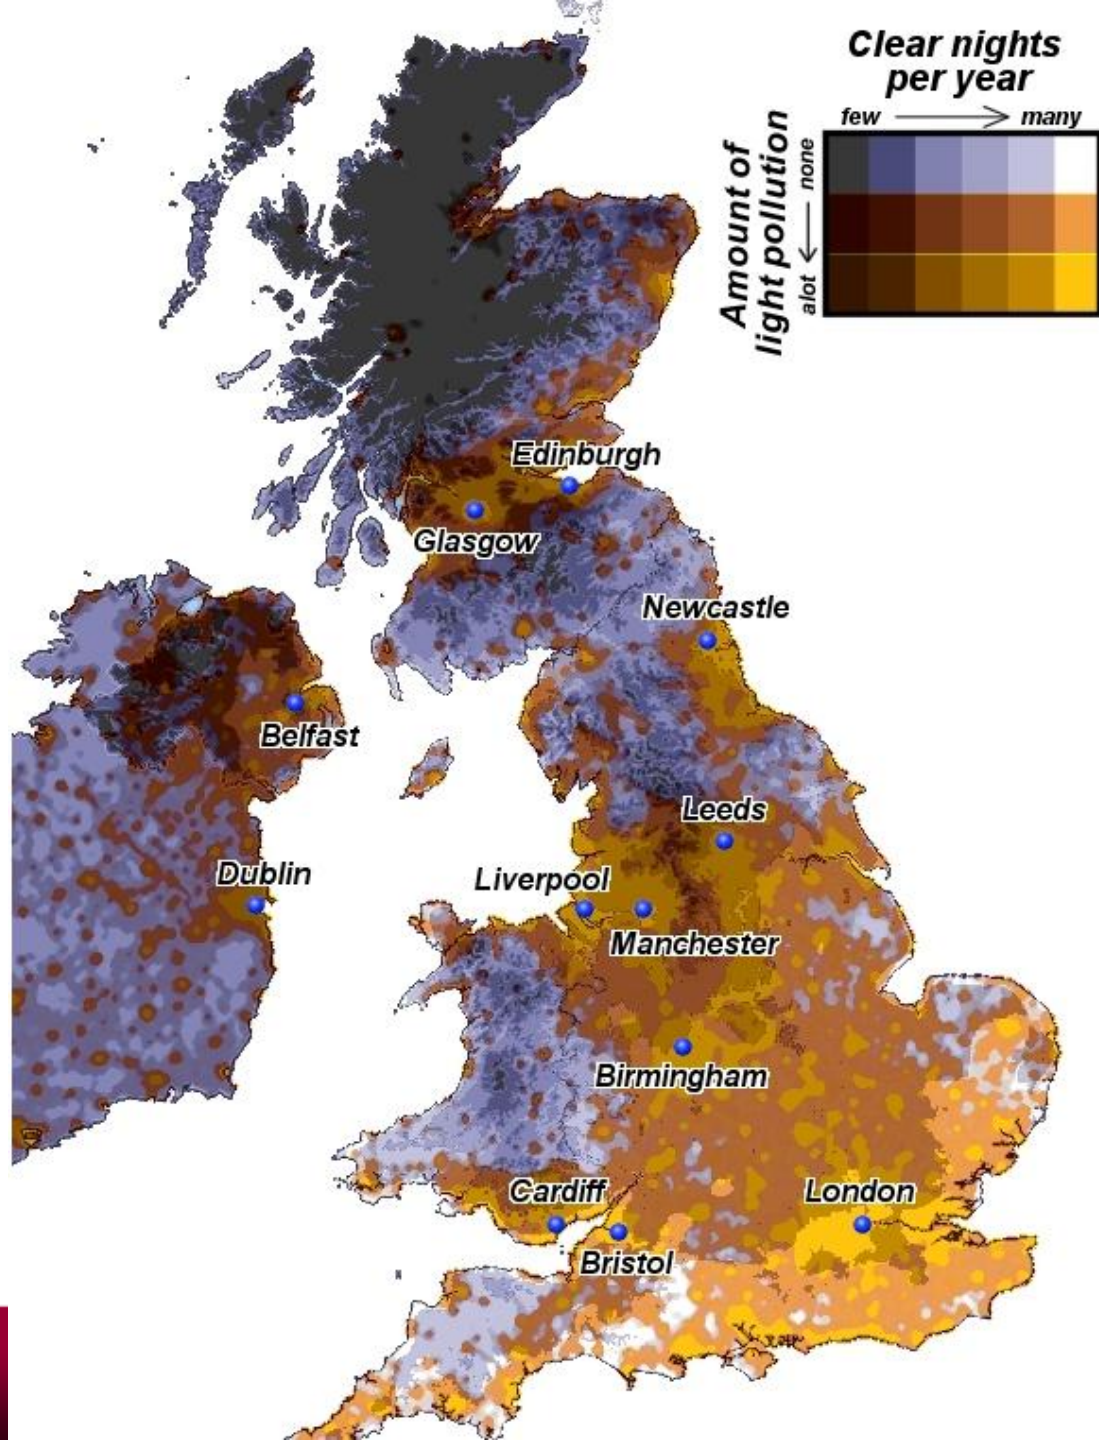 Clear nights
per year
few
many
Amount of
light pollution
none
alot
Edinburgh
Glasgow
Newcastle
Belfast
Leeds
Dublin
Liverpool
Manchester
Birmingham
Cardiff
London
Bristol